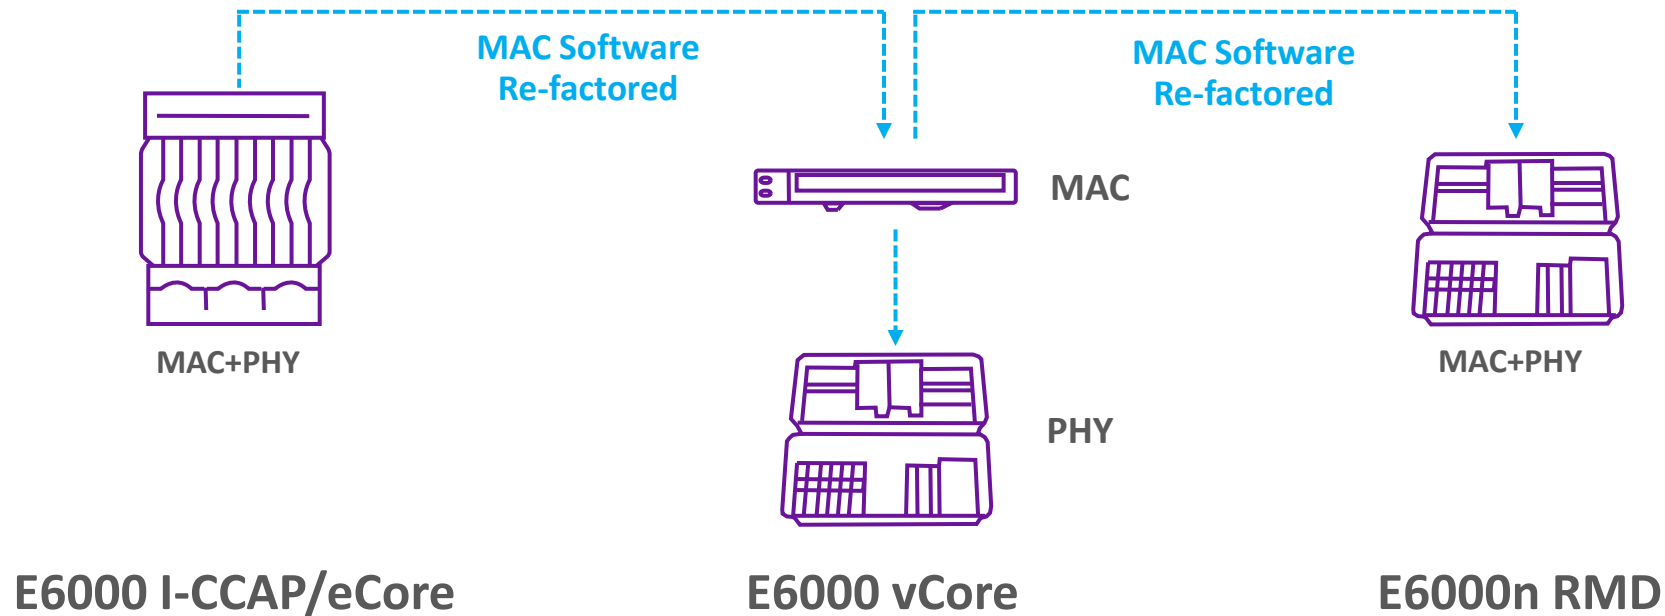 MAC Software
Re-factored
MAC Software
Re-factored
MAC
MAC+PHY
MAC+PHY
PHY
E6000 I-CCAP/eCore
E6000 vCore
E6000n RMD